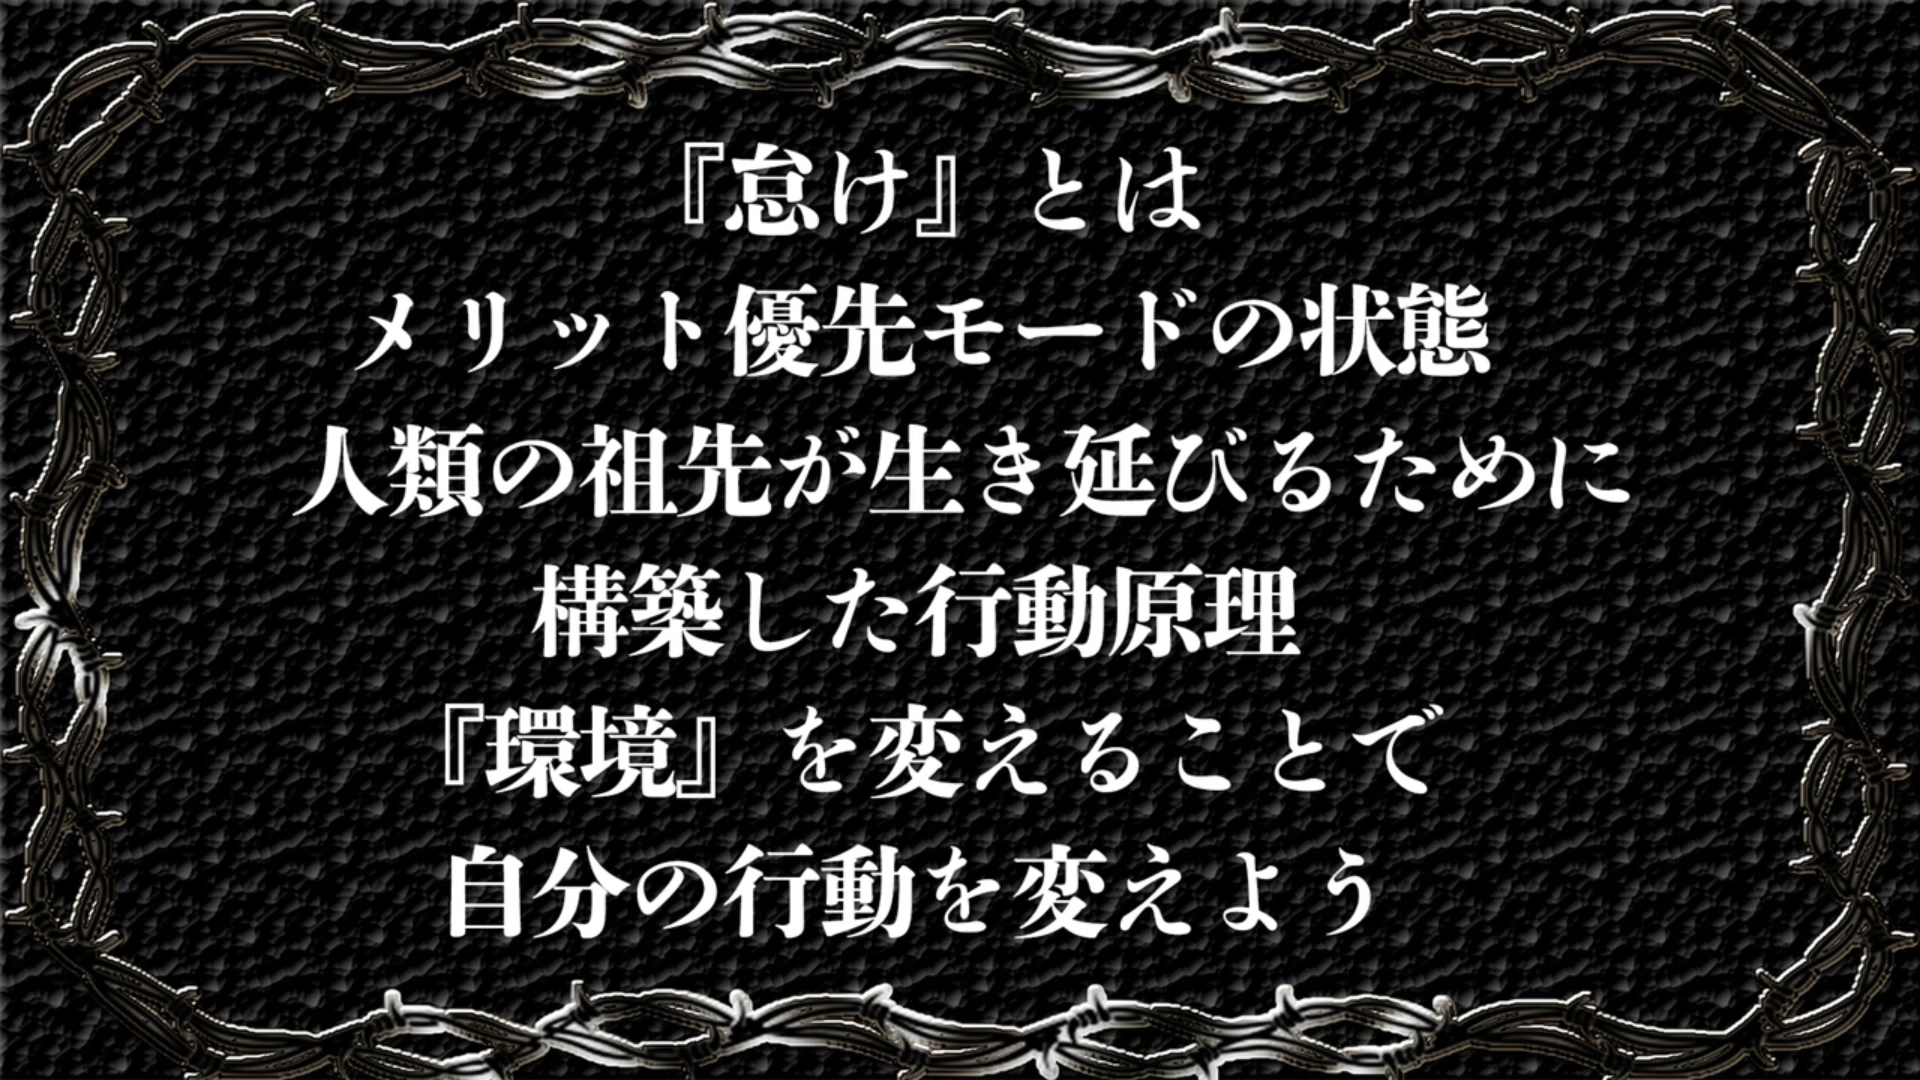 『怠け』とは
メリット優先モードの状態
人類の祖先が生き延びるために
構築した行動原理
『環境』を変えることで
自分の行動を変えよう